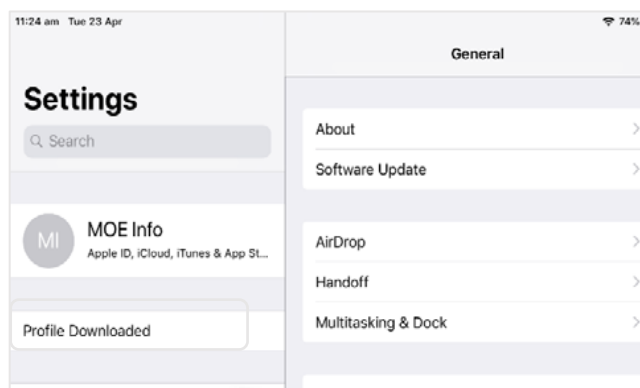 11:24 am Tue 23 Apr
74%
General
Settings
Search
About
Software Update
MI
MOE Info
Apple ID, iCloud, iTunes & App St...
AirDrop
Handoff
Multitasking & Dock
Profile Downloaded